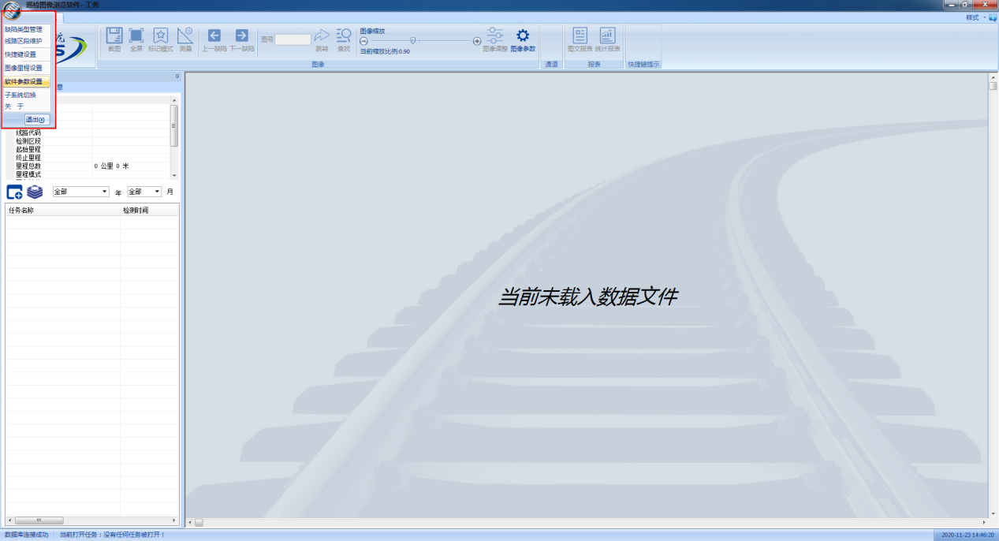 巡检图像浏览软件- 工务
样式
缺陷类型管理
线路区段维护
快捷键设置
图像里程设置
软件参数设置
子系统切换
关 于
退出(X)
统
截图 全屏 标记模式 测量 上一缺陷 下一缺陷 图号 跳转 查找
图像缩放
当前缩放比例:0.90
图像调整 图像参数
图文报表 统计报表
图像 通道 报表 快捷键提示
息
线路代码
检测区段
起始里程
终止里程
里程总数 0 公里 0 米
里程模式
全部 年 全部 月
任务名称 检测时间
当前未载入数据文件
数据库连接成功 当前打开任务：没有任何任务被打开！ 2020-11-23 14:46:20